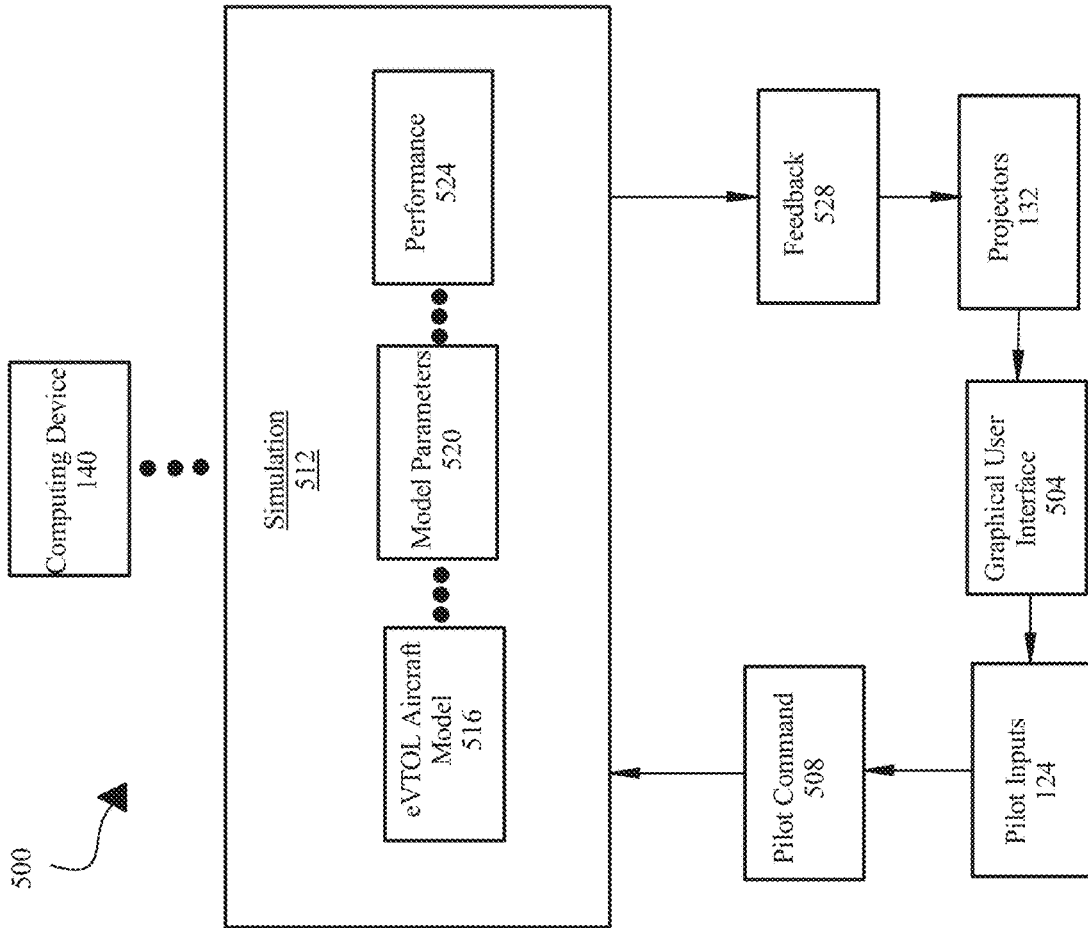 500
Computing Device
140
Simulation
512
eVTOL Aircraft
Model
516
Model Parameters
520
Performance
524
Pilot Command
508
Feedback
528
Pilot Inputs
124
Graphical User
Interface
504
Projectors
132